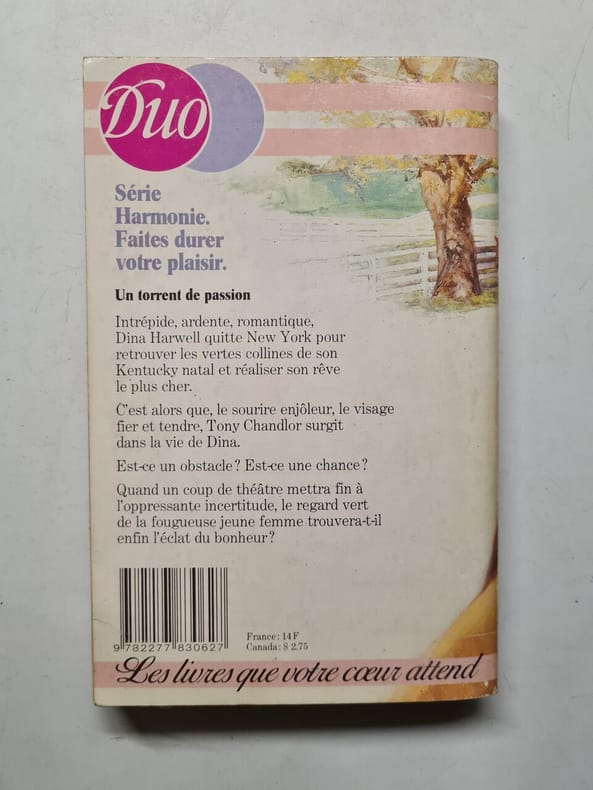 Duo
Série
Harmonie.
Faites durer
votre plaisir.
Un torrent de passion
Intrépide, ardente, romantique,
Dina Harwell quitte New York pour
retrouver les vertes collines de son
Kentucky natal et réaliser son rêve
le plus cher.
C'est alors que, le sourire enjôleur, le visage
fier et tendre, Tony Chandlor surgit
dans la vie de Dina.
Est-ce un obstacle? Est-ce une chance?
Quand un coup de théâtre mettra fin à
l'oppressante incertitude, le regard vert
de la fougueuse jeune femme trouvera-t-il
enfin l'éclat du bonheur?
9 782277 830627
France: 14 F
Canada: $ 2.75
Les livres que votre cœur attend